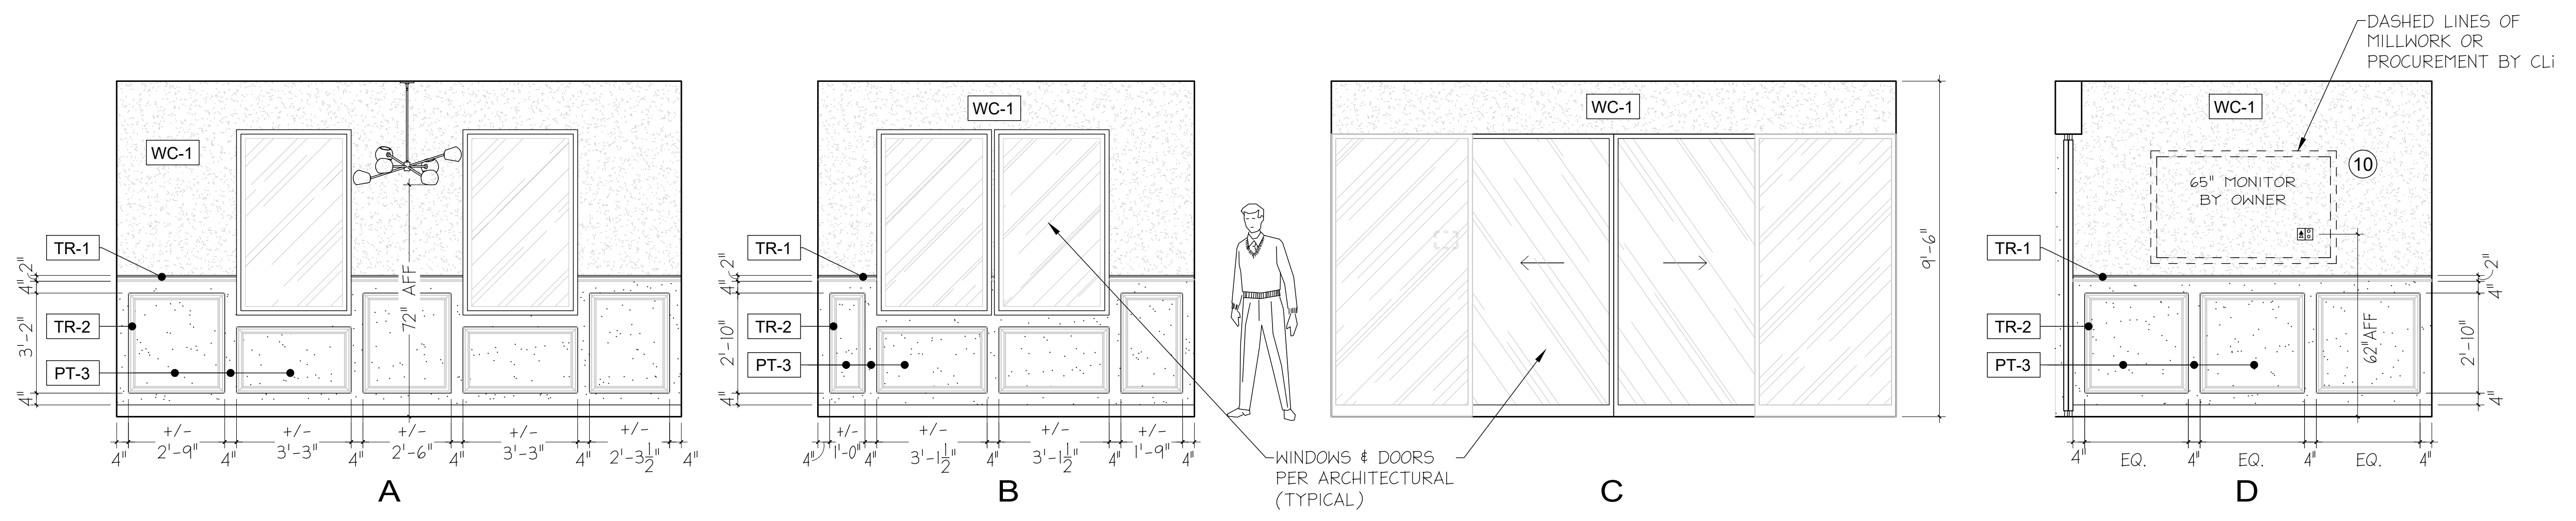 DASHED LINES OF
MILLWORK OR
PROCUREMENT BY CLi
WC-1
TR-1
TR-2
PT-3
2"
4"
3'-2"
4"
72" AFF
4"
+/-
2'-9"
4"
+/-
3'-3"
4"
+/-
2'-6"
4"
+/-
3'-3"
4"
+/-
2'-3 1/2"
4"
A
WC-1
TR-1
TR-2
PT-3
2"
4"
2'-10"
4"
4"
+/-
1'-0"
4"
+/-
3'-1 1/2"
4"
+/-
3'-1 1/2"
4"
+/-
1'-9"
4"
B
WINDOWS & DOORS
PER ARCHITECTURAL
(TYPICAL)
WC-1
9'-6"
C
WC-1
10
65" MONITOR
BY OWNER
TR-1
TR-2
PT-3
62"AFF
2"
4"
2'-10"
4"
4"
EQ.
4"
EQ.
4"
EQ.
4"
D